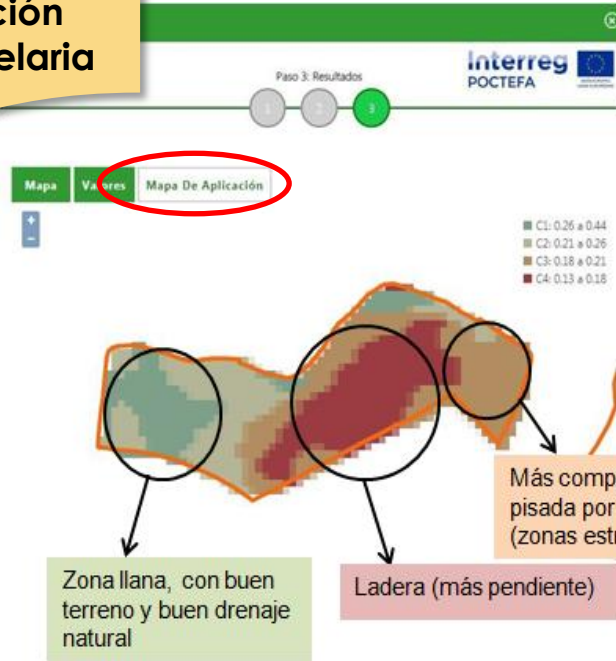 ción
elaria
Interreg
POCTEFA
Paso 3: Resultados
1 2 3
Mapa Valores Mapa De Aplicación
+
-
C1: 0.26 a 0.44
C2: 0.21 a 0.26
C3: 0.18 a 0.21
C4: 0.13 a 0.18
Más comp
pisada por
(zonas estr
Zona llana, con buen
terreno y buen drenaje
natural
Ladera (más pendiente)